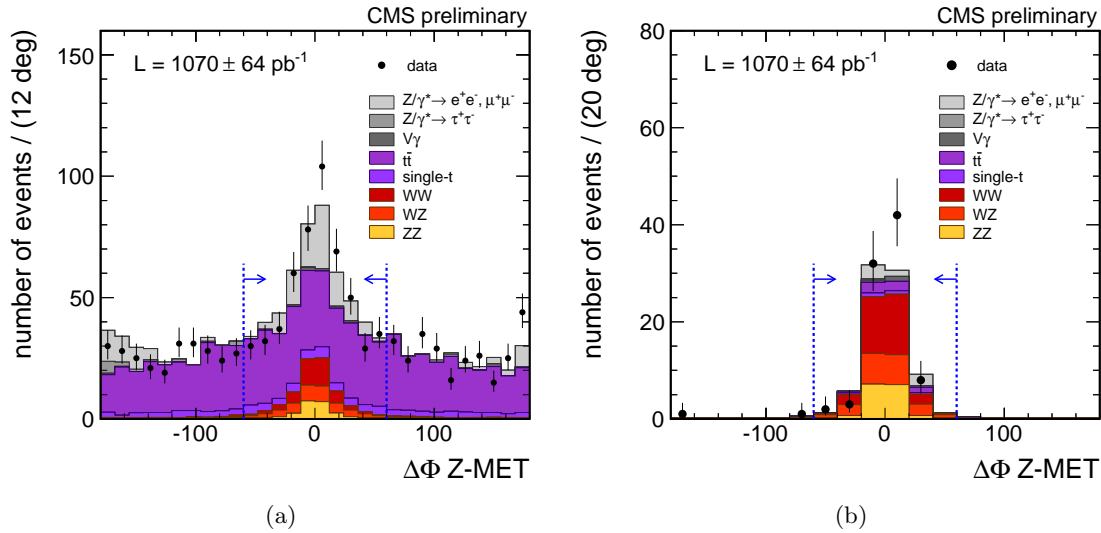 CMS preliminary
L = 1070 ± 64 pb⁻¹
data
Z/γ*→ e⁺e⁻, μ⁺μ⁻
Z/γ*→ τ⁺τ⁻
Vγ
tt̄
single-t
WW
WZ
ZZ
number of events / (12 deg)
150
100
50
0
-100 0 100
ΔΦ Z-MET
(a)
CMS preliminary
L = 1070 ± 64 pb⁻¹
data
Z/γ*→ e⁺e⁻, μ⁺μ⁻
Z/γ*→ τ⁺τ⁻
Vγ
tt̄
single-t
WW
WZ
ZZ
number of events / (20 deg)
80
60
40
20
0
-100 0 100
ΔΦ Z-MET
(b)